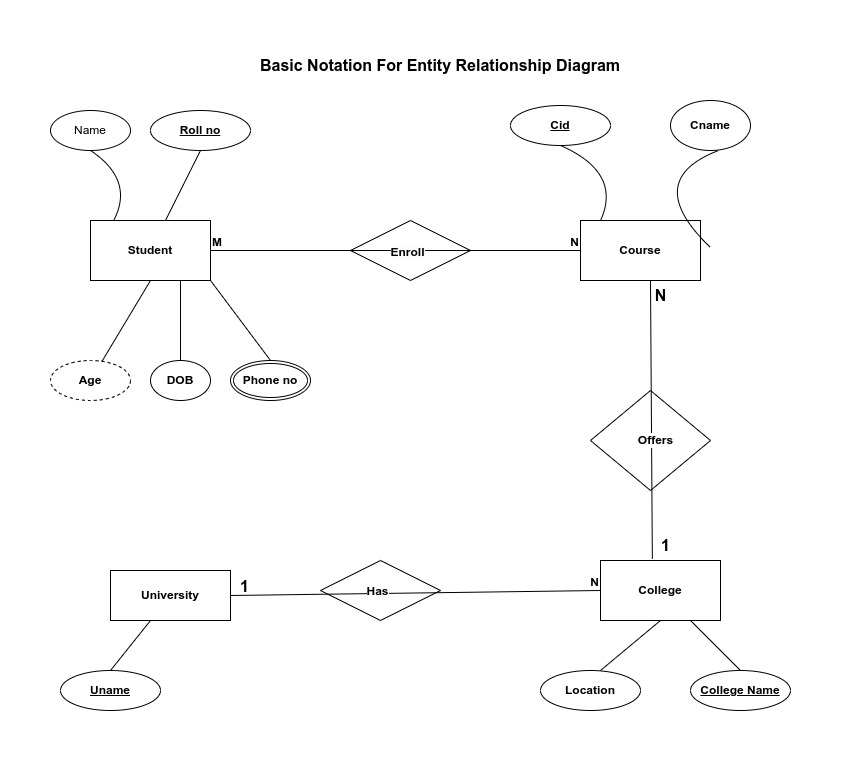 Basic Notation For Entity Relationship Diagram
Name
Roll no
Cid
Cname
Student
M
Enroll
N
Course
N
Age
DOB
Phone no
Offers
1
University
1
Has
N
College
Uname
Location
College Name